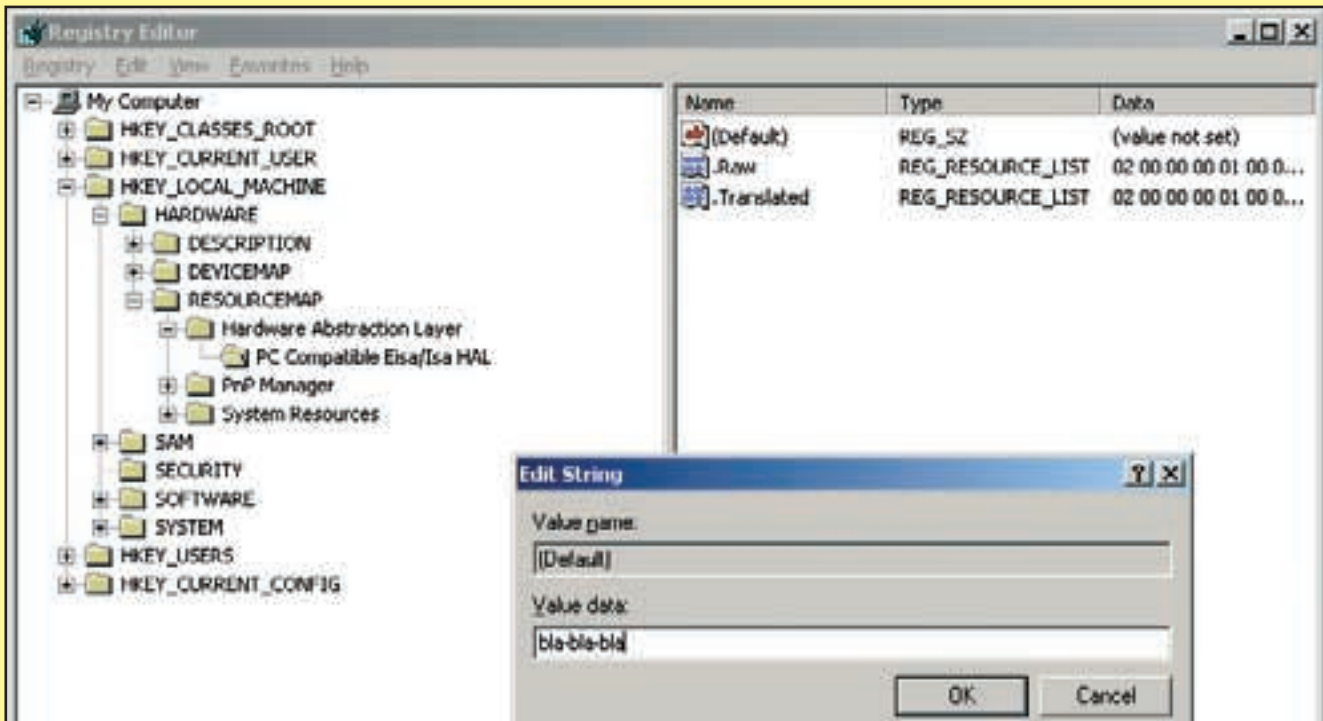 Registry Editor
Registry Edit View Favorites Help
My Computer
HKEY_CLASSES_ROOT
HKEY_CURRENT_USER
HKEY_LOCAL_MACHINE
HARDWARE
DESCRIPTION
DEVICEMAP
RESOURCEMAP
Hardware Abstraction Layer
PC Compatible Eisa/Isa HAL
PnP Manager
System Resources
SAM
SECURITY
SOFTWARE
SYSTEM
HKEY_USERS
HKEY_CURRENT_CONFIG
Name Type Data
(Default) REG_SZ (value not set)
.Raw REG_RESOURCE_LIST 02 00 00 00 01 00 0...
.Translated REG_RESOURCE_LIST 02 00 00 00 01 00 0...
Edit String
Value name:
(Default)
Value data:
bla-bla-bla
OK Cancel